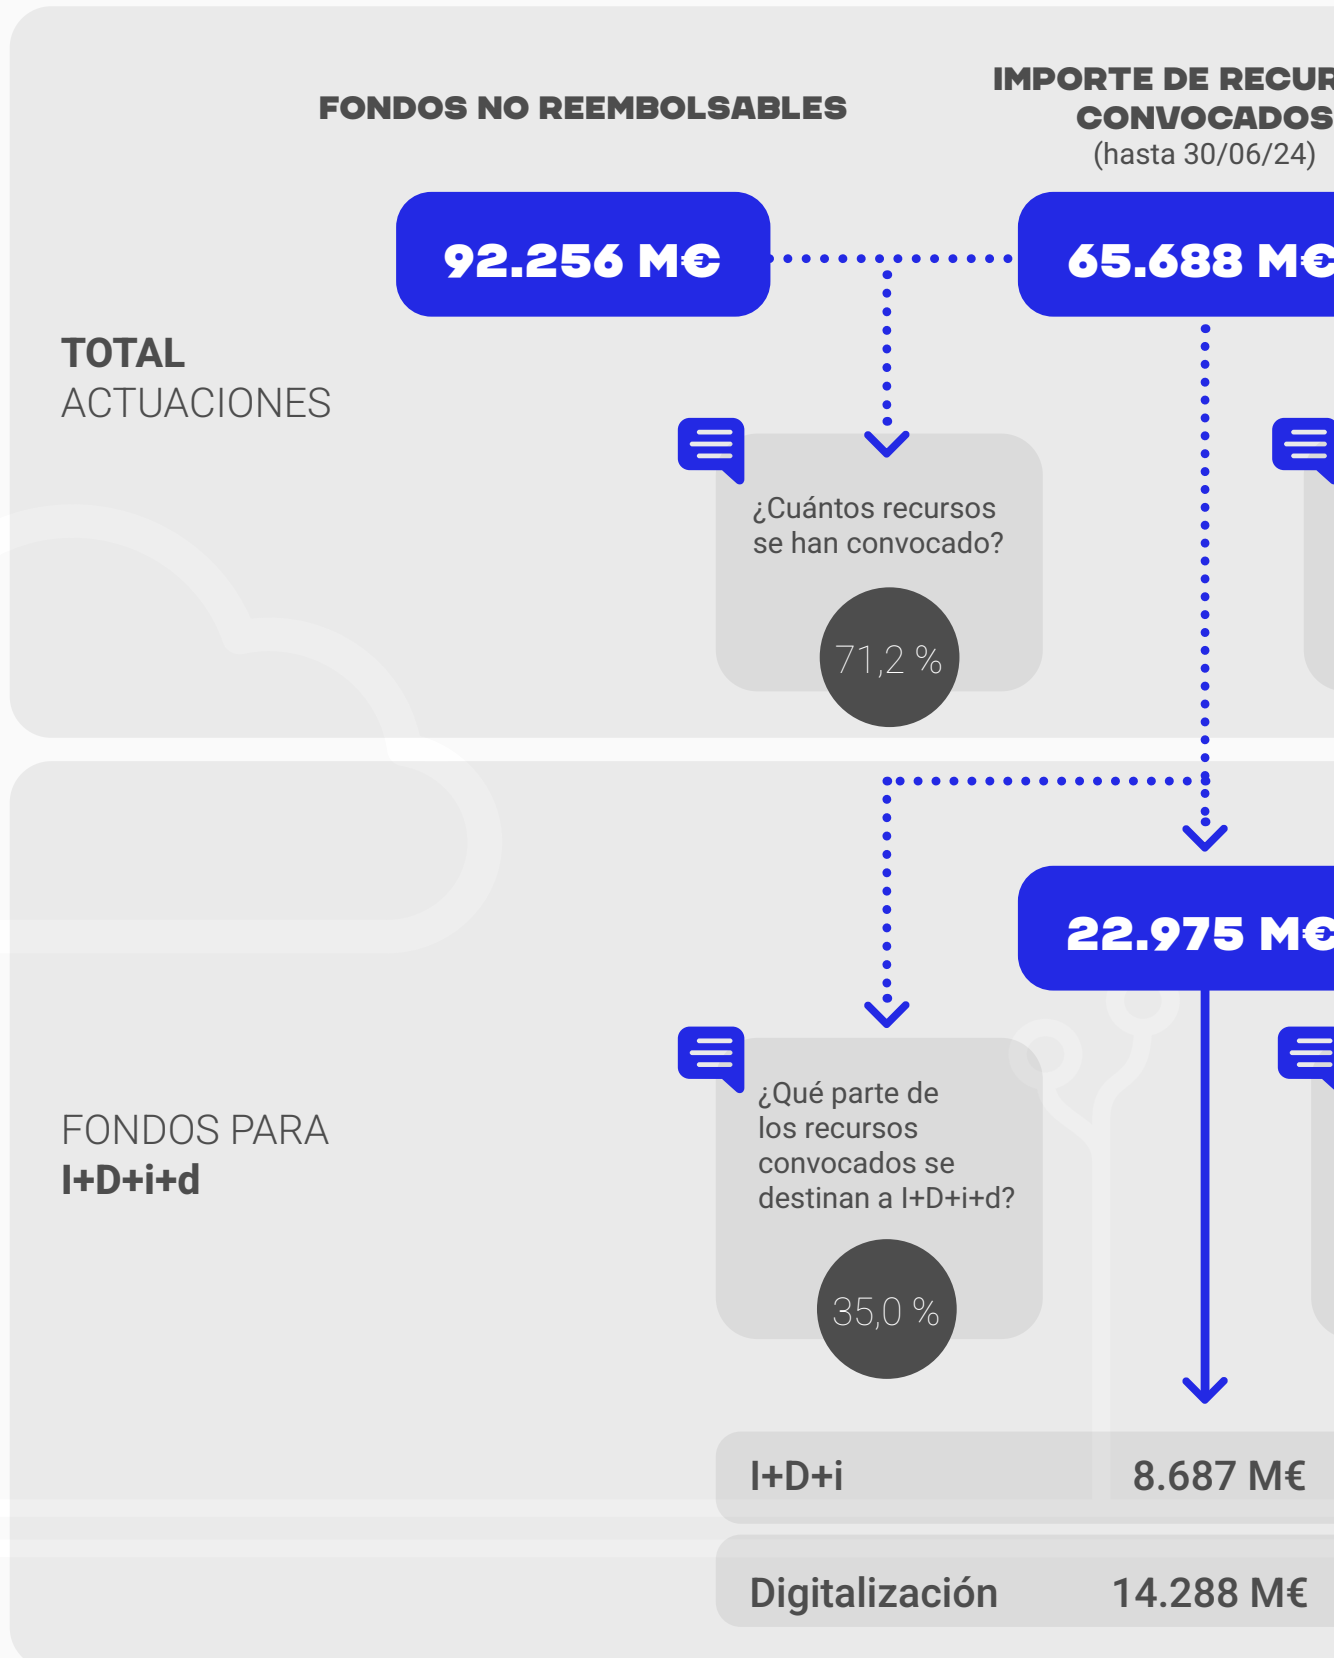 FONDOS NO REEMBOLSABLES
IMPORTE DE RECUR
CONVOCADOS
(hasta 30/06/24)
92.256 M€
65.688 M€
TOTAL
ACTUACIONES
¿Cuántos recursos
se han convocado?
71,2 %
22.975 M€
FONDOS PARA
I+D+i+d
¿Qué parte de
los recursos
convocados se
destinan a I+D+i+d?
35,0 %
I+D+i 8.687 M€
Digitalización 14.288 M€